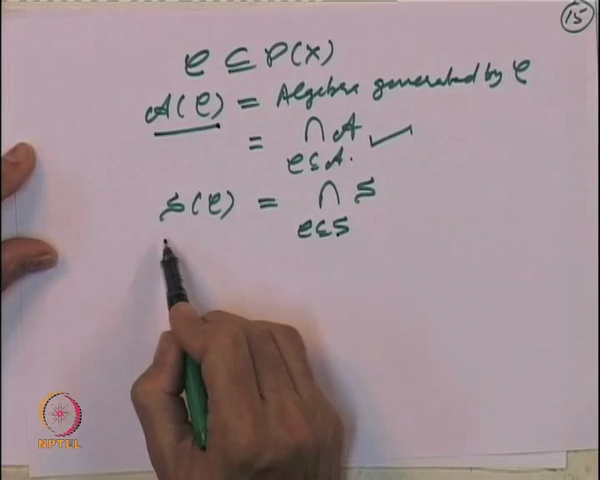 15
𝒞 ⊆ P(X)
𝒜(𝒞) = Algebra generated by 𝒞
= ∩ 𝒜
𝒞⊆𝒜.
𝒮(𝒞) = ∩ 𝒮
𝒞⊆𝒮
NPTEL